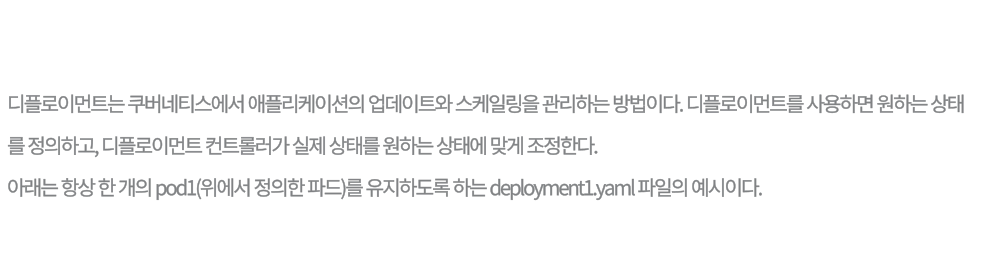 디플로이먼트는 쿠버네티스에서 애플리케이션의 업데이트와 스케일링을 관리하는 방법이다. 디플로이먼트를 사용하면 원하는 상태
를 정의하고, 디플로이먼트 컨트롤러가 실제 상태를 원하는 상태에 맞게 조정한다.
아래는 항상 한 개의 pod1(위에서 정의한 파드)를 유지하도록 하는 deployment1.yaml 파일의 예시이다.